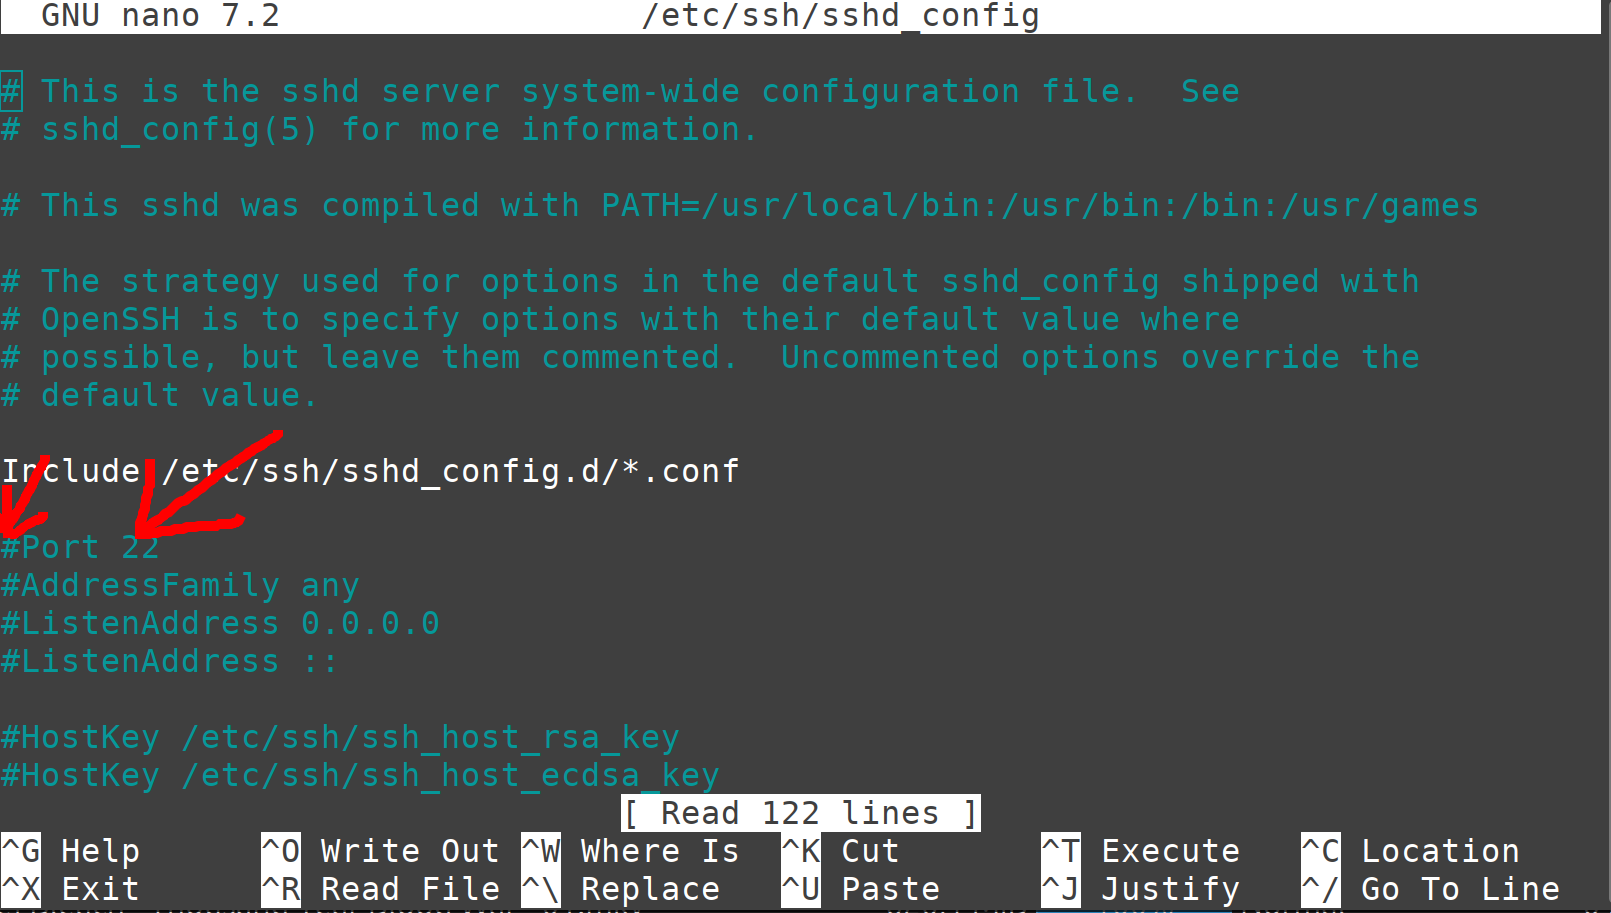 GNU nano 7.2 /etc/ssh/sshd_config
# This is the sshd server system-wide configuration file.  See
# sshd_config(5) for more information.
# This sshd was compiled with PATH=/usr/local/bin:/usr/bin:/bin:/usr/games
# The strategy used for options in the default sshd_config shipped with
# OpenSSH is to specify options with their default value where
# possible, but leave them commented.  Uncommented options override the
# default value.
Include /etc/ssh/sshd_config.d/*.conf
#Port 22
#AddressFamily any
#ListenAddress 0.0.0.0
#ListenAddress ::
#HostKey /etc/ssh/ssh_host_rsa_key
#HostKey /etc/ssh/ssh_host_ecdsa_key
[ Read 122 lines ]
^G Help ^O Write Out ^W Where Is ^K Cut ^T Execute ^C Location
^X Exit ^R Read File ^\ Replace ^U Paste ^J Justify ^/ Go To Line